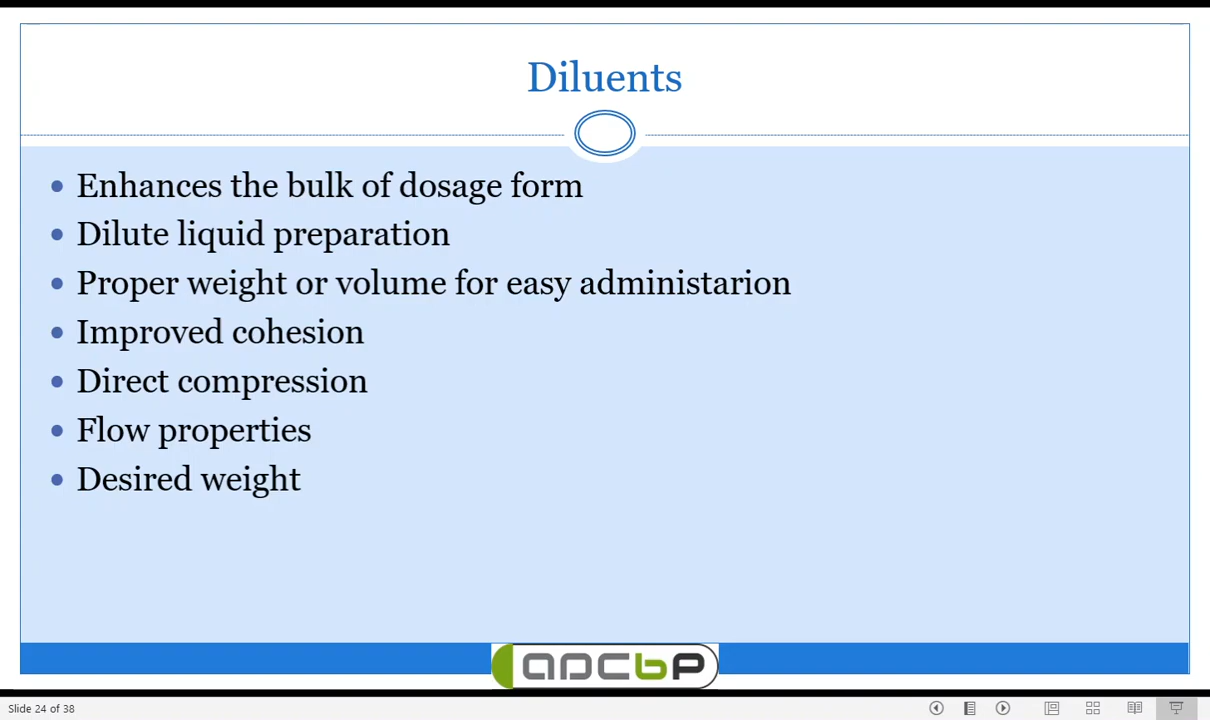 Diluents
• Enhances the bulk of dosage form
• Dilute liquid preparation
• Proper weight or volume for easy administarion
• Improved cohesion
• Direct compression
• Flow properties
• Desired weight
apcbp
Slide 24 of 38